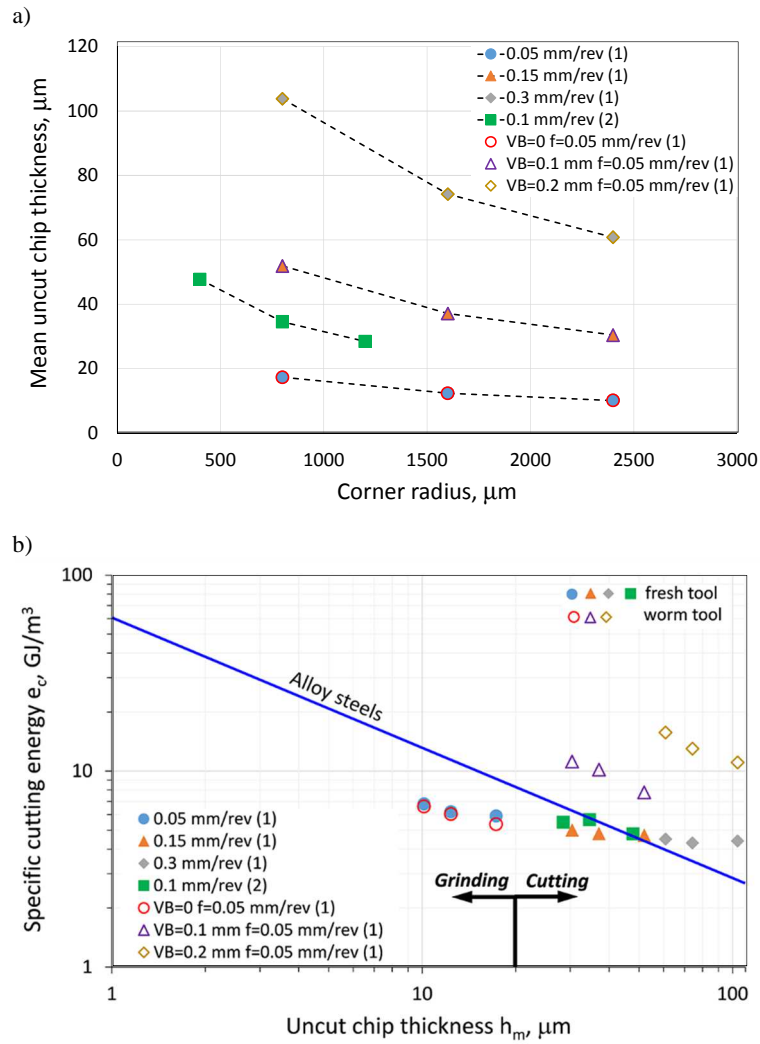 a)
120
100
80
60
40
20
0
Mean uncut chip thickness, μm
0.05 mm/rev (1)
0.15 mm/rev (1)
0.3 mm/rev (1)
0.1 mm/rev (2)
VB=0 f=0.05 mm/rev (1)
VB=0.1 mm f=0.05 mm/rev (1)
VB=0.2 mm f=0.05 mm/rev (1)
0 500 1000 1500 2000 2500 3000
Corner radius, μm
b)
100
10
1
Specific cutting energy ec, GJ/m³
fresh tool
worm tool
Alloy steels
0.05 mm/rev (1)
0.15 mm/rev (1)
0.3 mm/rev (1)
0.1 mm/rev (2)
VB=0 f=0.05 mm/rev (1)
VB=0.1 mm f=0.05 mm/rev (1)
VB=0.2 mm f=0.05 mm/rev (1)
Grinding Cutting
1 10 100
Uncut chip thickness hm, μm